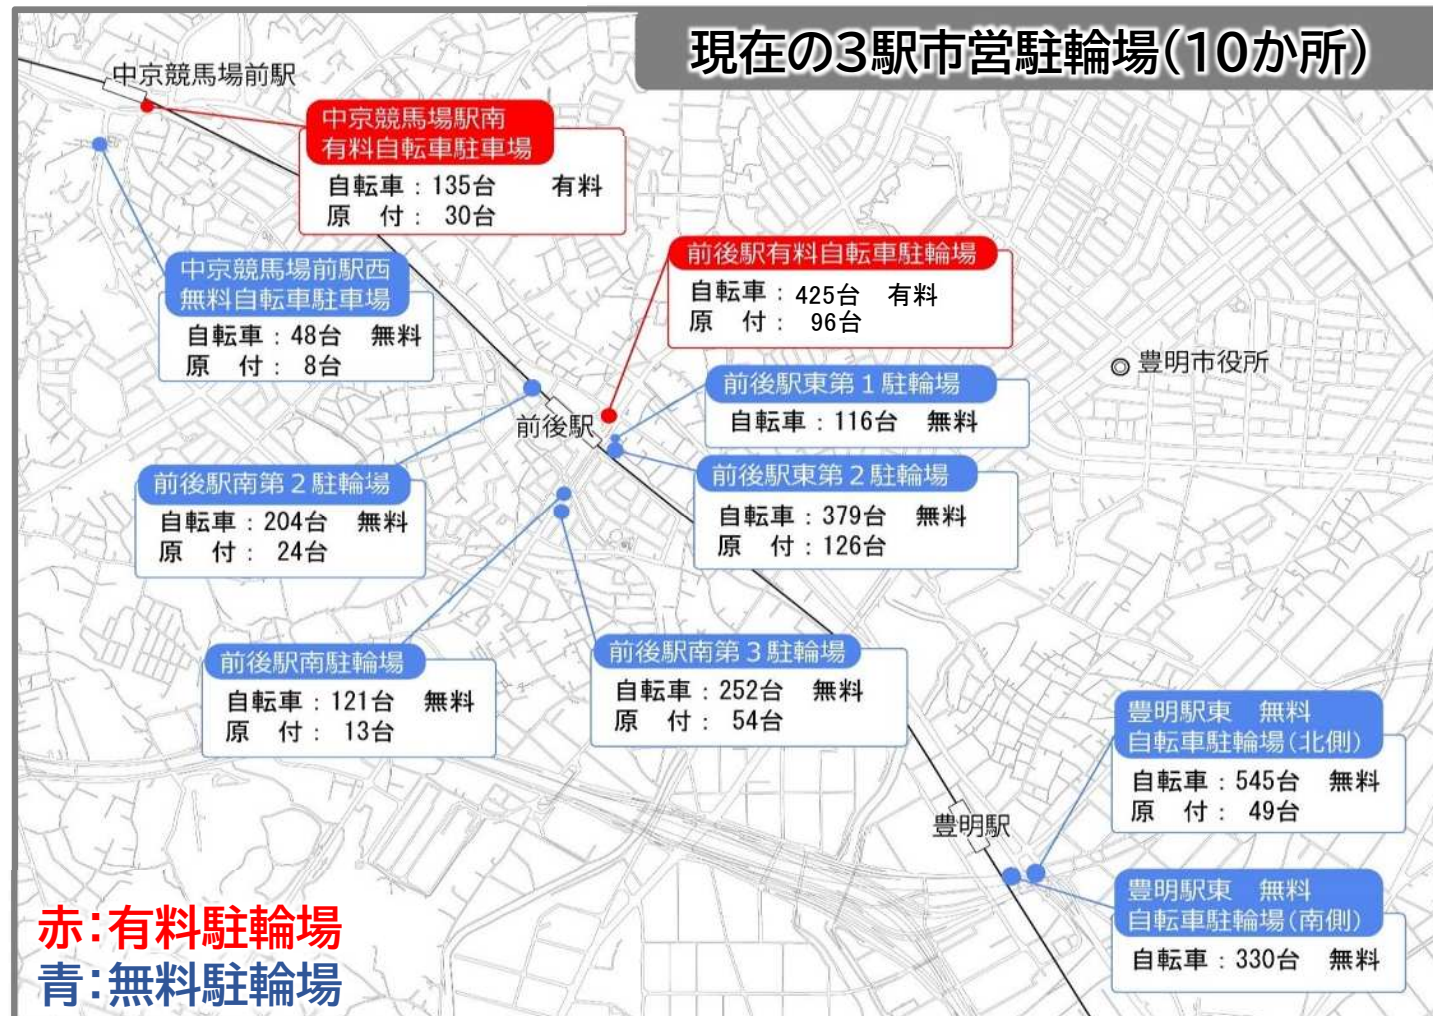 現在の3駅市営駐輪場(10か所)
中京競馬場前駅
中京競馬場駅南
有料自転車駐車場
自転車：135台　有料
原　付： 30台
中京競馬場前駅西
無料自転車駐車場
自転車：48台　無料
原　付： 8台
前後駅有料自転車駐輪場
自転車：425台　有料
原　付： 96台
豊明市役所
前後駅東第１駐輪場
自転車：116台　無料
前後駅
前後駅東第２駐輪場
自転車：379台　無料
原　付：126台
前後駅南第２駐輪場
自転車：204台　無料
原　付： 24台
前後駅南駐輪場
自転車：121台　無料
原　付： 13台
前後駅南第３駐輪場
自転車：252台　無料
原　付： 54台
豊明駅東　無料
自転車駐輪場(北側)
自転車：545台　無料
原　付： 49台
豊明駅
豊明駅東　無料
自転車駐輪場(南側)
自転車：330台　無料
赤：有料駐輪場
青：無料駐輪場